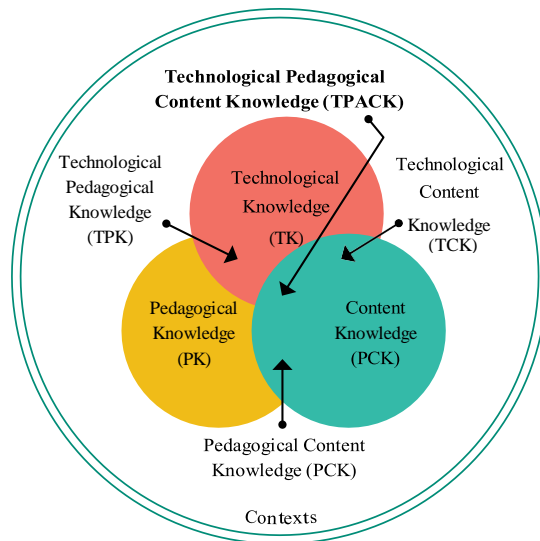 Technological Pedagogical
Content Knowledge (TPACK)
Technological
Pedagogical
Knowledge
(TPK)
Technological
Knowledge
(TK)
Technological
Content
Knowledge
(TCK)
Pedagogical
Knowledge
(PK)
Content
Knowledge
(PCK)
Pedagogical Content
Knowledge (PCK)
Contexts